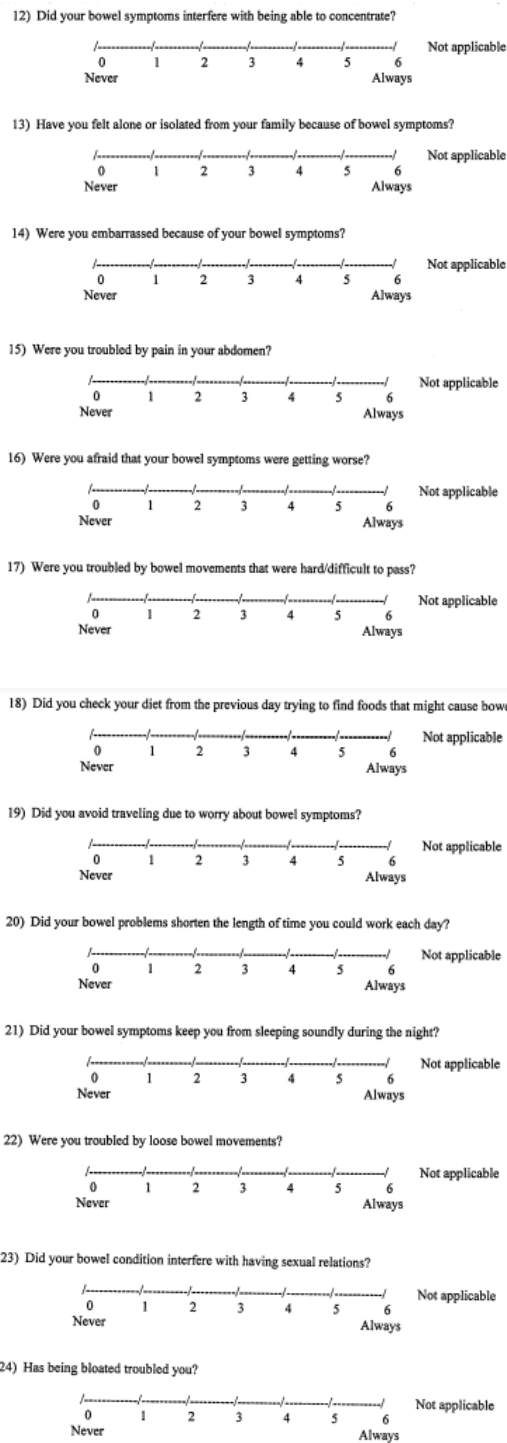 12) Did your bowel symptoms interfere with being able to concentrate?
/------------/----------/----------/----------/----------/-----------/ Not applicable
0 1 2 3 4 5 6
Never Always
13) Have you felt alone or isolated from your family because of bowel symptoms?
/------------/----------/----------/----------/----------/-----------/ Not applicable
0 1 2 3 4 5 6
Never Always
14) Were you embarrassed because of your bowel symptoms?
/------------/----------/----------/----------/----------/-----------/ Not applicable
0 1 2 3 4 5 6
Never Always
15) Were you troubled by pain in your abdomen?
/------------/----------/----------/----------/----------/-----------/ Not applicable
0 1 2 3 4 5 6
Never Always
16) Were you afraid that your bowel symptoms were getting worse?
/------------/----------/----------/----------/----------/-----------/ Not applicable
0 1 2 3 4 5 6
Never Always
17) Were you troubled by bowel movements that were hard/difficult to pass?
/------------/----------/----------/----------/----------/-----------/ Not applicable
0 1 2 3 4 5 6
Never Always
18) Did you check your diet from the previous day trying to find foods that might cause
/------------/----------/----------/----------/----------/-----------/ Not applicable
0 1 2 3 4 5 6
Never Always
19) Did you avoid traveling due to worry about bowel symptoms?
/------------/----------/----------/----------/----------/-----------/ Not applicable
0 1 2 3 4 5 6
Never Always
20) Did your bowel problems shorten the length of time you could work each day?
/------------/----------/----------/----------/----------/-----------/ Not applicable
0 1 2 3 4 5 6
Never Always
21) Did your bowel symptoms keep you from sleeping soundly during the night?
/------------/----------/----------/----------/----------/-----------/ Not applicable
0 1 2 3 4 5 6
Never Always
22) Were you troubled by loose bowel movements?
/------------/----------/----------/----------/----------/-----------/ Not applicable
0 1 2 3 4 5 6
Never Always
23) Did your bowel condition interfere with having sexual relations?
/------------/----------/----------/----------/----------/-----------/ Not applicable
0 1 2 3 4 5 6
Never Always
24) Has being bloated troubled you?
/------------/----------/----------/----------/----------/-----------/ Not applicable
0 1 2 3 4 5 6
Never Always